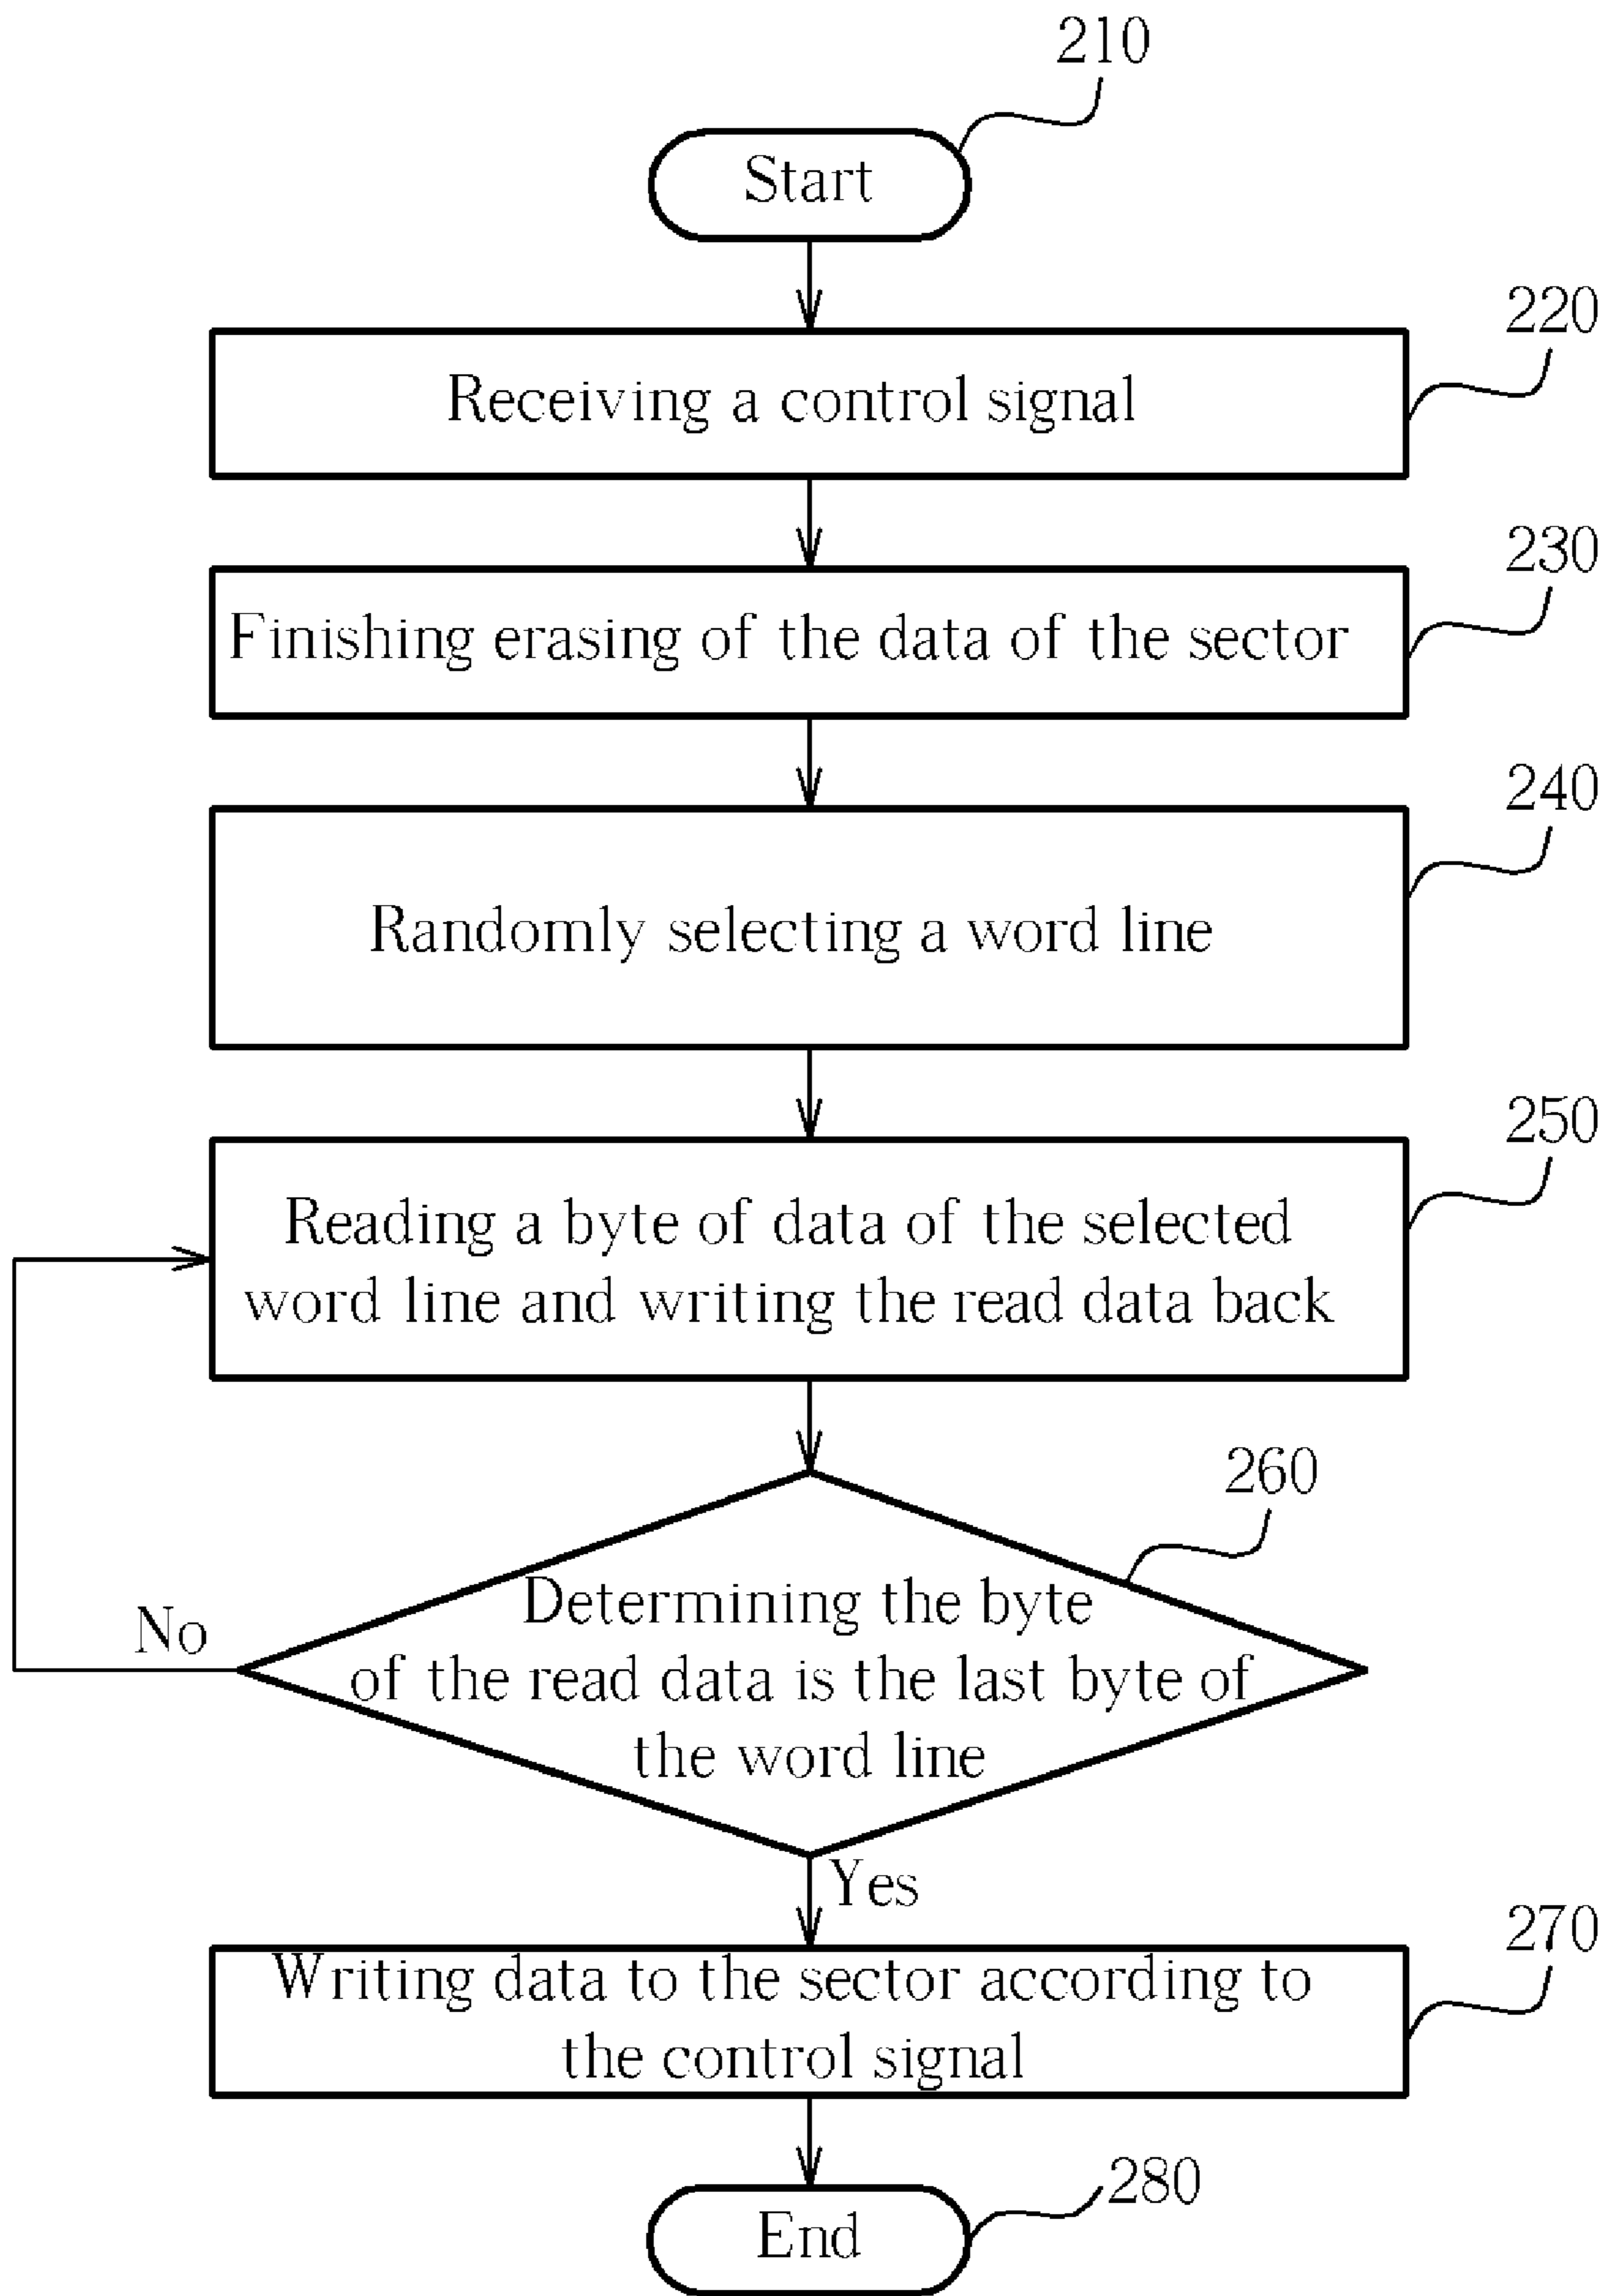 210
Start
220
Receiving a control signal
230
Finishing erasing of the data of the sector
240
Randomly selecting a word line
250
Reading a byte of data of the selected
word line and writing the read data back
260
Determining the byte
of the read data is the last byte of
the word line
No
Yes
270
Writing data to the sector according to
the control signal
280
End